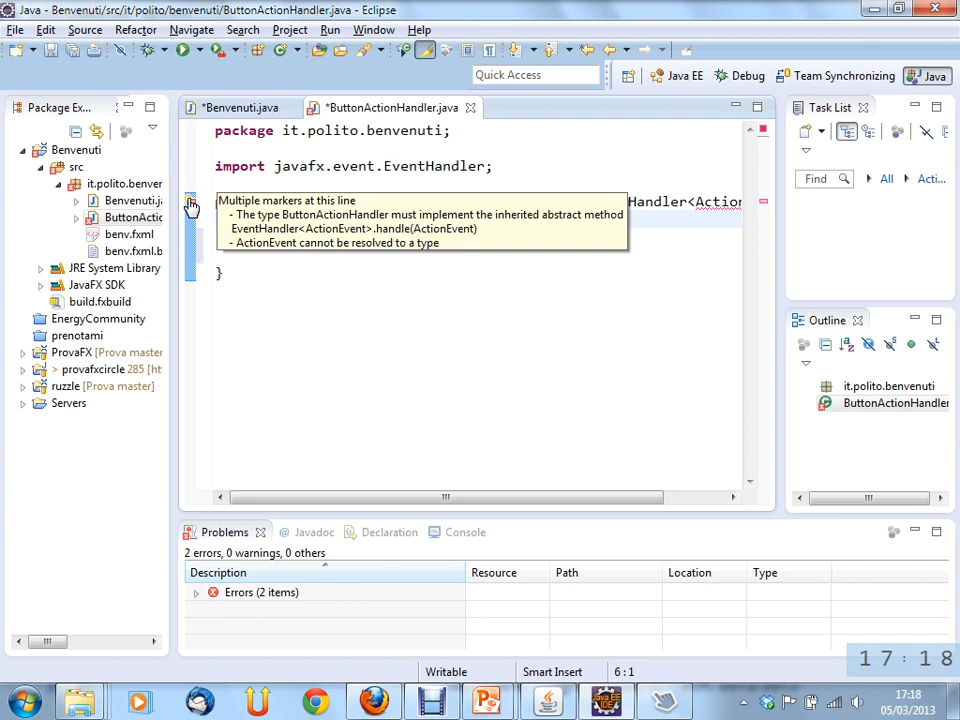 Java - Benvenuti/src/it/polito/benvenuti/ButtonActionHandler.java - Eclipse
File Edit Source Refactor Navigate Search Project Run Window Help
Quick Access
Java EE
Debug
Team Synchronizing
Java
Package Ex...
*Benvenuti.java
*ButtonActionHandler.java
Task List
package it.polito.benvenuti;
import javafx.event.EventHandler;
Handler<Action
Multiple markers at this line
- The type ButtonActionHandler must implement the inherited abstract method
EventHandler<ActionEvent>.handle(ActionEvent)
- ActionEvent cannot be resolved to a type
}
Benvenuti
src
it.polito.benver
Benvenuti.ja
ButtonActio
benv.fxml
benv.fxml.b
JRE System Library
JavaFX SDK
build.fxbuild
EnergyCommunity
prenotami
ProvaFX [Prova master
> provafxcircle 285 [ht
ruzzle [Prova master]
Servers
Find
All
Acti...
Outline
it.polito.benvenuti
ButtonActionHandler
Problems
@ Javadoc
Declaration
Console
2 errors, 0 warnings, 0 others
Description Resource Path Location Type
Errors (2 items)
17:18
Writable
Smart Insert
6 : 1
Java EE IDE
17:18
05/03/2013